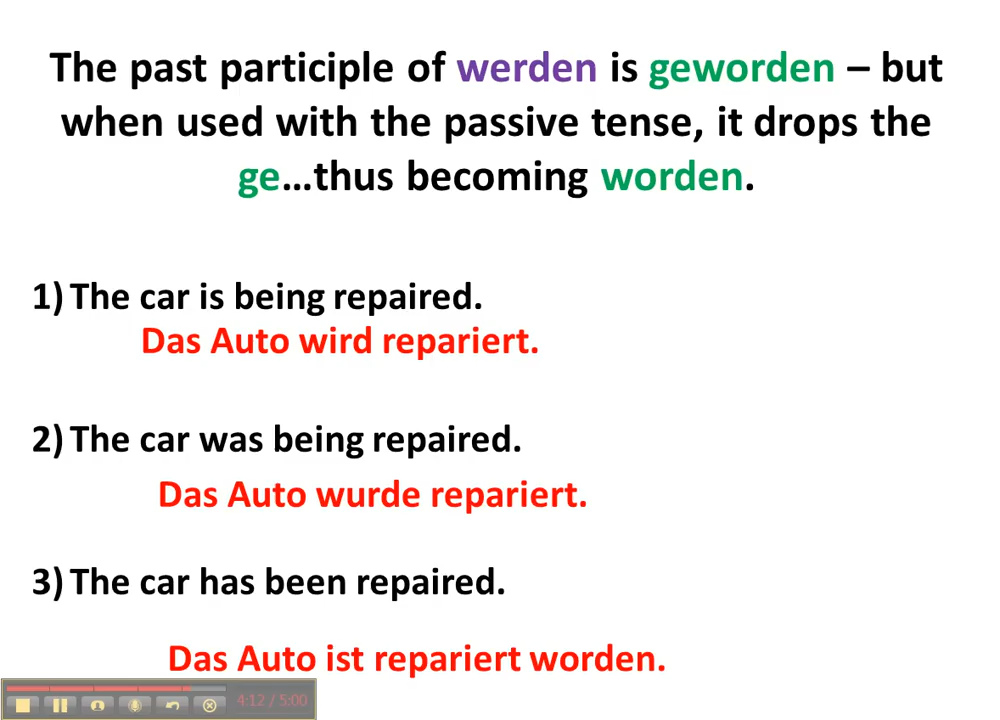 The past participle of werden is geworden – but
when used with the passive tense, it drops the
ge…thus becoming worden.
1) The car is being repaired.
Das Auto wird repariert.
2) The car was being repaired.
Das Auto wurde repariert.
3) The car has been repaired.
Das Auto ist repariert worden.
4:12 / 5:00